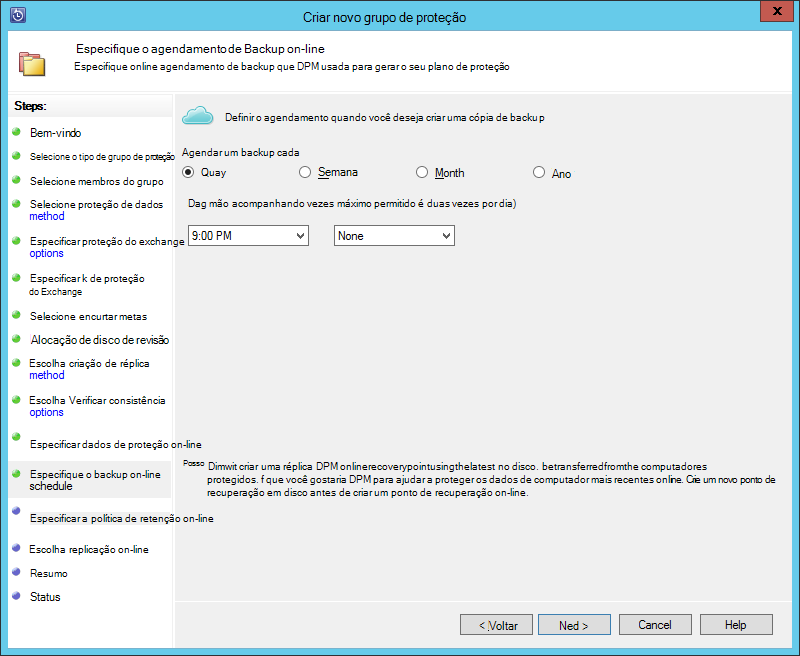 Criar novo grupo de proteção
X
Especifique o agendamento de Backup on-line
Especifique online agendamento de backup que DPM usada para gerar o seu plano de proteção
Steps:
Bem-vindo
Selecione o tipo de grupo de proteção
Selecione membros do grupo
Selecione proteção de dados
method
Especificar proteção do exchange
options
Especificar k de proteção
do Exchange
Selecione encurtar metas
Alocação de disco de revisão
Escolha criação de réplica
method
Escolha Verificar consistência
options
Especificar dados de proteção on-line
Especifique o backup on-line
schedule
Especificar a política de retenção on-line
Escolha replicação on-line
Resumo
Status
Definir o agendamento quando você deseja criar uma cópia de backup
Agendar um backup cada
Quay
Semana
Month
Ano
Dag mão acompanhando vezes máximo permitido é duas vezes por dia)
9:00 PM
None
Posso Dimwit criar uma réplica DPM onlinerecoverypointusingthelatest no disco. betransferredfromthe computadores
protegidos. f que você gostaria DPM para ajudar a proteger os dados de computador mais recentes online. Crie um novo ponto de
recuperação em disco antes de criar um ponto de recuperação on-line.
< Voltar
Ned >
Cancel
Help